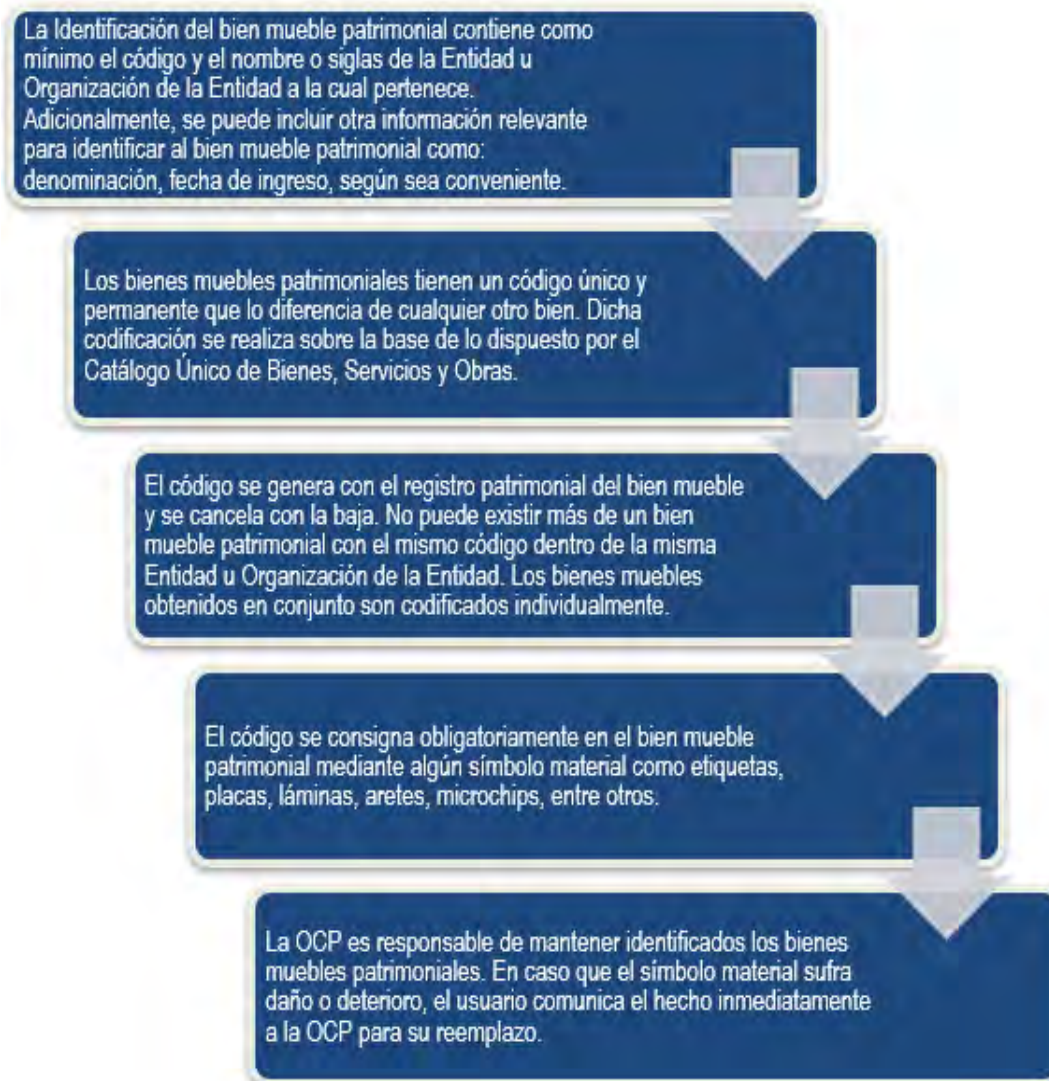 La Identificación del bien mueble patrimonial contiene como
mínimo el código y el nombre o siglas de la Entidad u
Organización de la Entidad a la cual pertenece.
Adicionalmente, se puede incluir otra información relevante
para identificar al bien mueble patrimonial como:
denominación, fecha de ingreso, según sea conveniente.
Los bienes muebles patrimoniales tienen un código único y
permanente que lo diferencia de cualquier otro bien. Dicha
codificación se realiza sobre la base de lo dispuesto por el
Catálogo Único de Bienes, Servicios y Obras.
El código se genera con el registro patrimonial del bien mueble
y se cancela con la baja. No puede existir más de un bien
mueble patrimonial con el mismo código dentro de la misma
Entidad u Organización de la Entidad. Los bienes muebles
obtenidos en conjunto son codificados individualmente.
El código se consigna obligatoriamente en el bien mueble
patrimonial mediante algún símbolo material como etiquetas,
placas, láminas, aretes, microchips, entre otros.
La OCP es responsable de mantener identificados los bienes
muebles patrimoniales. En caso que el símbolo material sufra
daño o deterioro, el usuario comunica el hecho inmediatamente
a la OCP para su reemplazo.